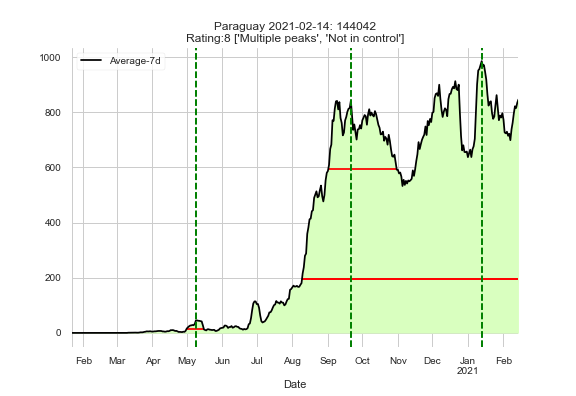 Paraguay 2021-02-14: 144042
Rating:8 ['Multiple peaks', 'Not in control']
Average-7d
1000
800
600
400
200
0
Feb Mar Apr May Jun Jul Aug Sep Oct Nov Dec Jan Feb
2021
Date